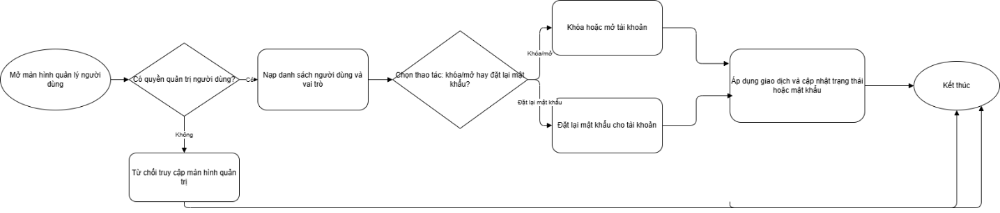 Mở màn hình quản lý người
dùng
Có quyền quản trị người dùng?
Có
Không
Từ chối truy cập màn hình quản
trị
Nạp danh sách người dùng và
vai trò
Chọn thao tác: khóa/mở hay đặt lại mật
khẩu?
Khóa/mở
Đặt lại mật khẩu
Khóa hoặc mở tài khoản
Đặt lại mật khẩu cho tài khoản
Áp dụng giao dịch và cập nhật trạng thái
hoặc mật khẩu
Kết thúc